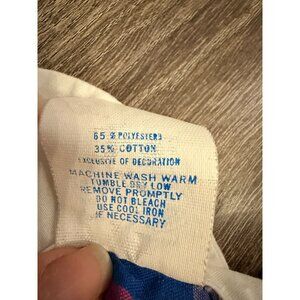 65 % POLYESTERS
35% COTTON
EXCLUSIVE OF DECORATION
MACHINE WASH WARM
TUMBLE DRY LOW
REMOVE PROMPTLY
DO NOT BLEACH
USE COOL IRON
IF NECESSARY